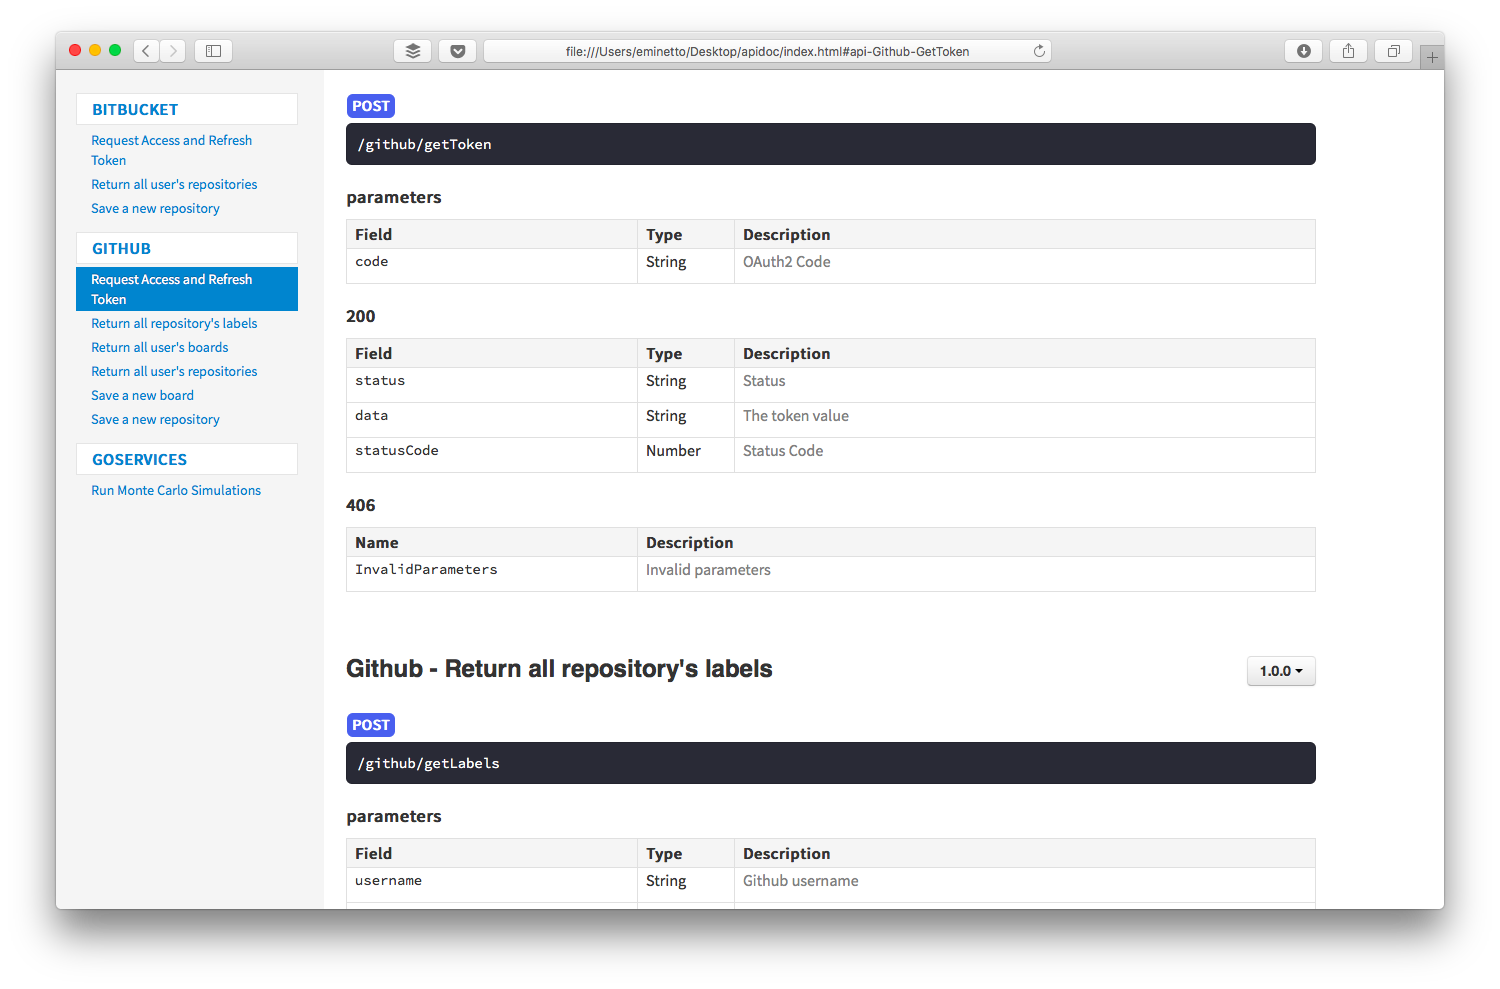 file:///Users/eminetto/Desktop/apidoc/index.html#api-Github-GetToken
BITBUCKET
Request Access and Refresh
Token
Return all user's repositories
Save a new repository
GITHUB
Request Access and Refresh
Token
Return all repository's labels
Return all user's boards
Return all user's repositories
Save a new board
Save a new repository
GOSERVICES
Run Monte Carlo Simulations
POST
/github/getToken
parameters
Field Type Description
code String OAuth2 Code
200
Field Type Description
status String Status
data String The token value
statusCode Number Status Code
406
Name Description
InvalidParameters Invalid parameters
Github - Return all repository's labels
1.0.0
POST
/github/getLabels
parameters
Field Type Description
username String Github username